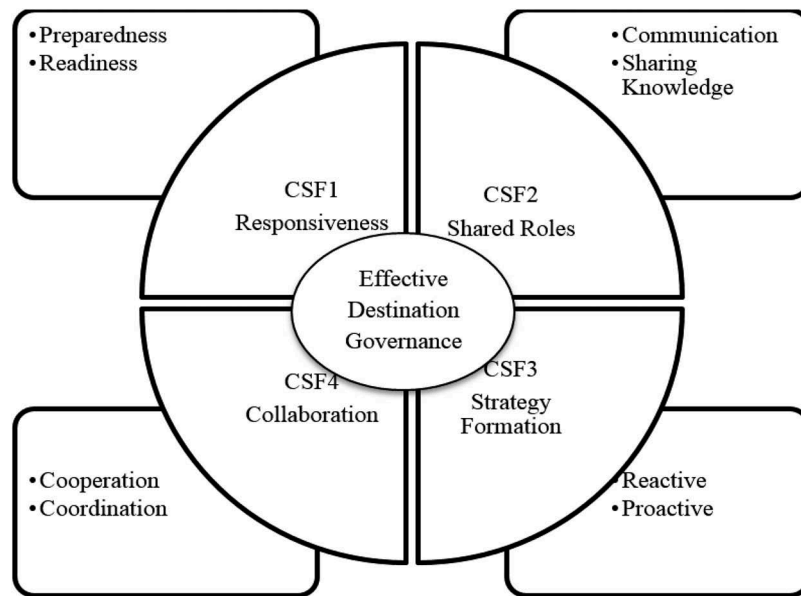 •Preparedness
•Readiness
•Communication
•Sharing
Knowledge
CSF1
Responsiveness
CSF2
Shared Roles
Effective
Destination
Governance
CSF4
Collaboration
CSF3
Strategy
Formation
•Cooperation
•Coordination
•Reactive
•Proactive